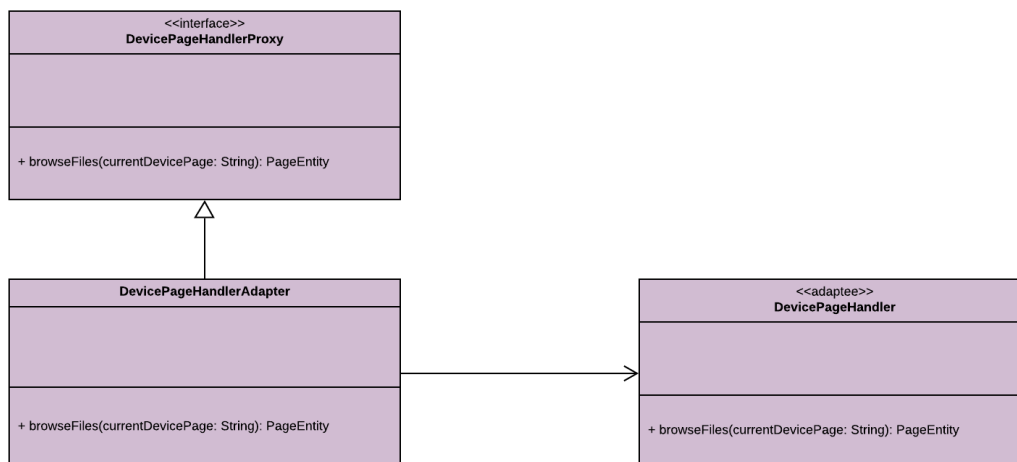 <<interface>>
DevicePageHandlerProxy
+ browseFiles(currentDevicePage: String): PageEntity
DevicePageHandlerAdapter
+ browseFiles(currentDevicePage: String): PageEntity
<<adaptee>>
DevicePageHandler
+ browseFiles(currentDevicePage: String): PageEntity